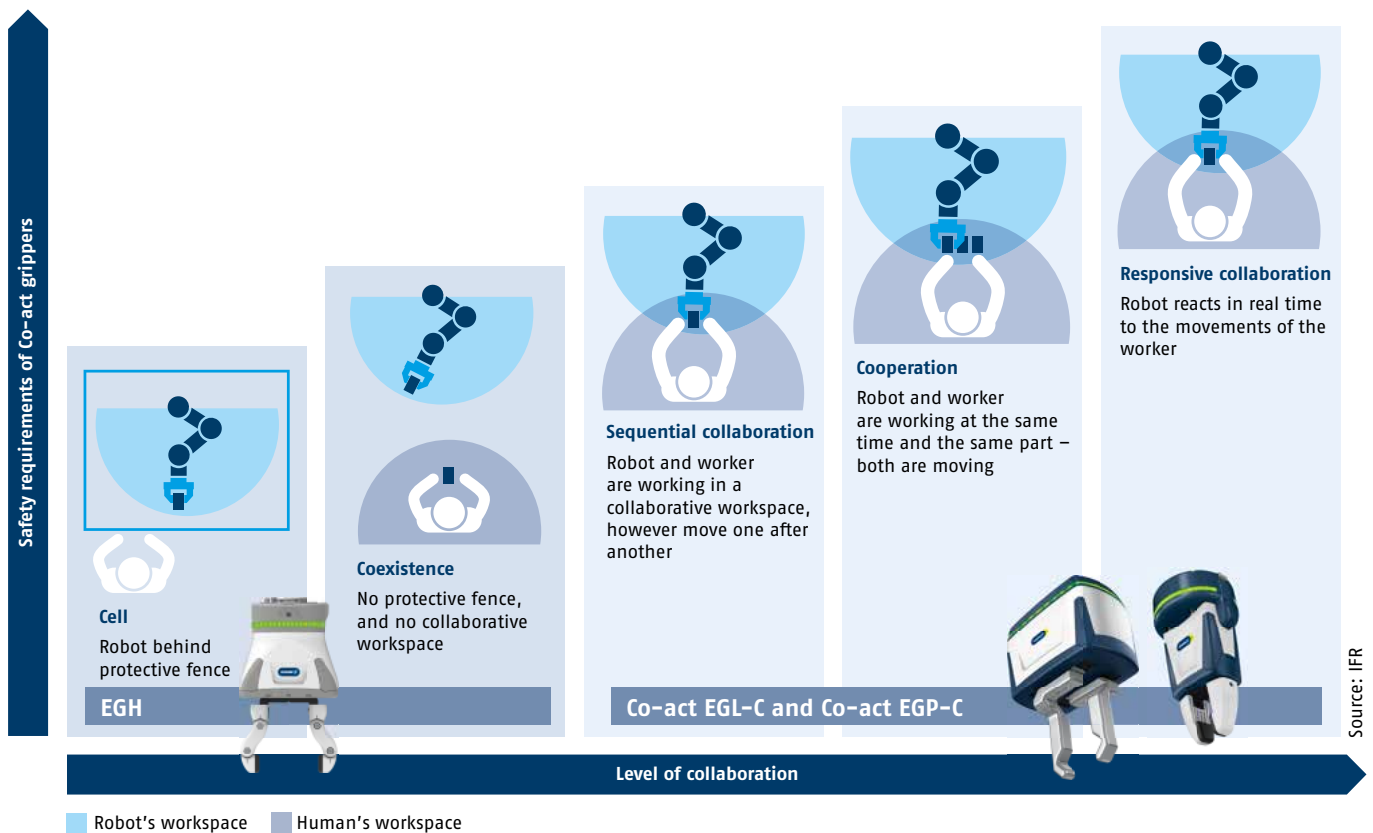 Safety requirements of Co-act grippers
Cell
Robot behind
protective fence
Coexistence
No protective fence,
and no collaborative
workspace
Sequential collaboration
Robot and worker
are working in a
collaborative workspace,
however move one after
another
Cooperation
Robot and worker
are working at the same
time and the same part –
both are moving
Responsive collaboration
Robot reacts in real time
to the movements of the
worker
EGH
Co-act EGL-C and Co-act EGP-C
Source: IFR
Level of collaboration
Robot's workspace
Human's workspace